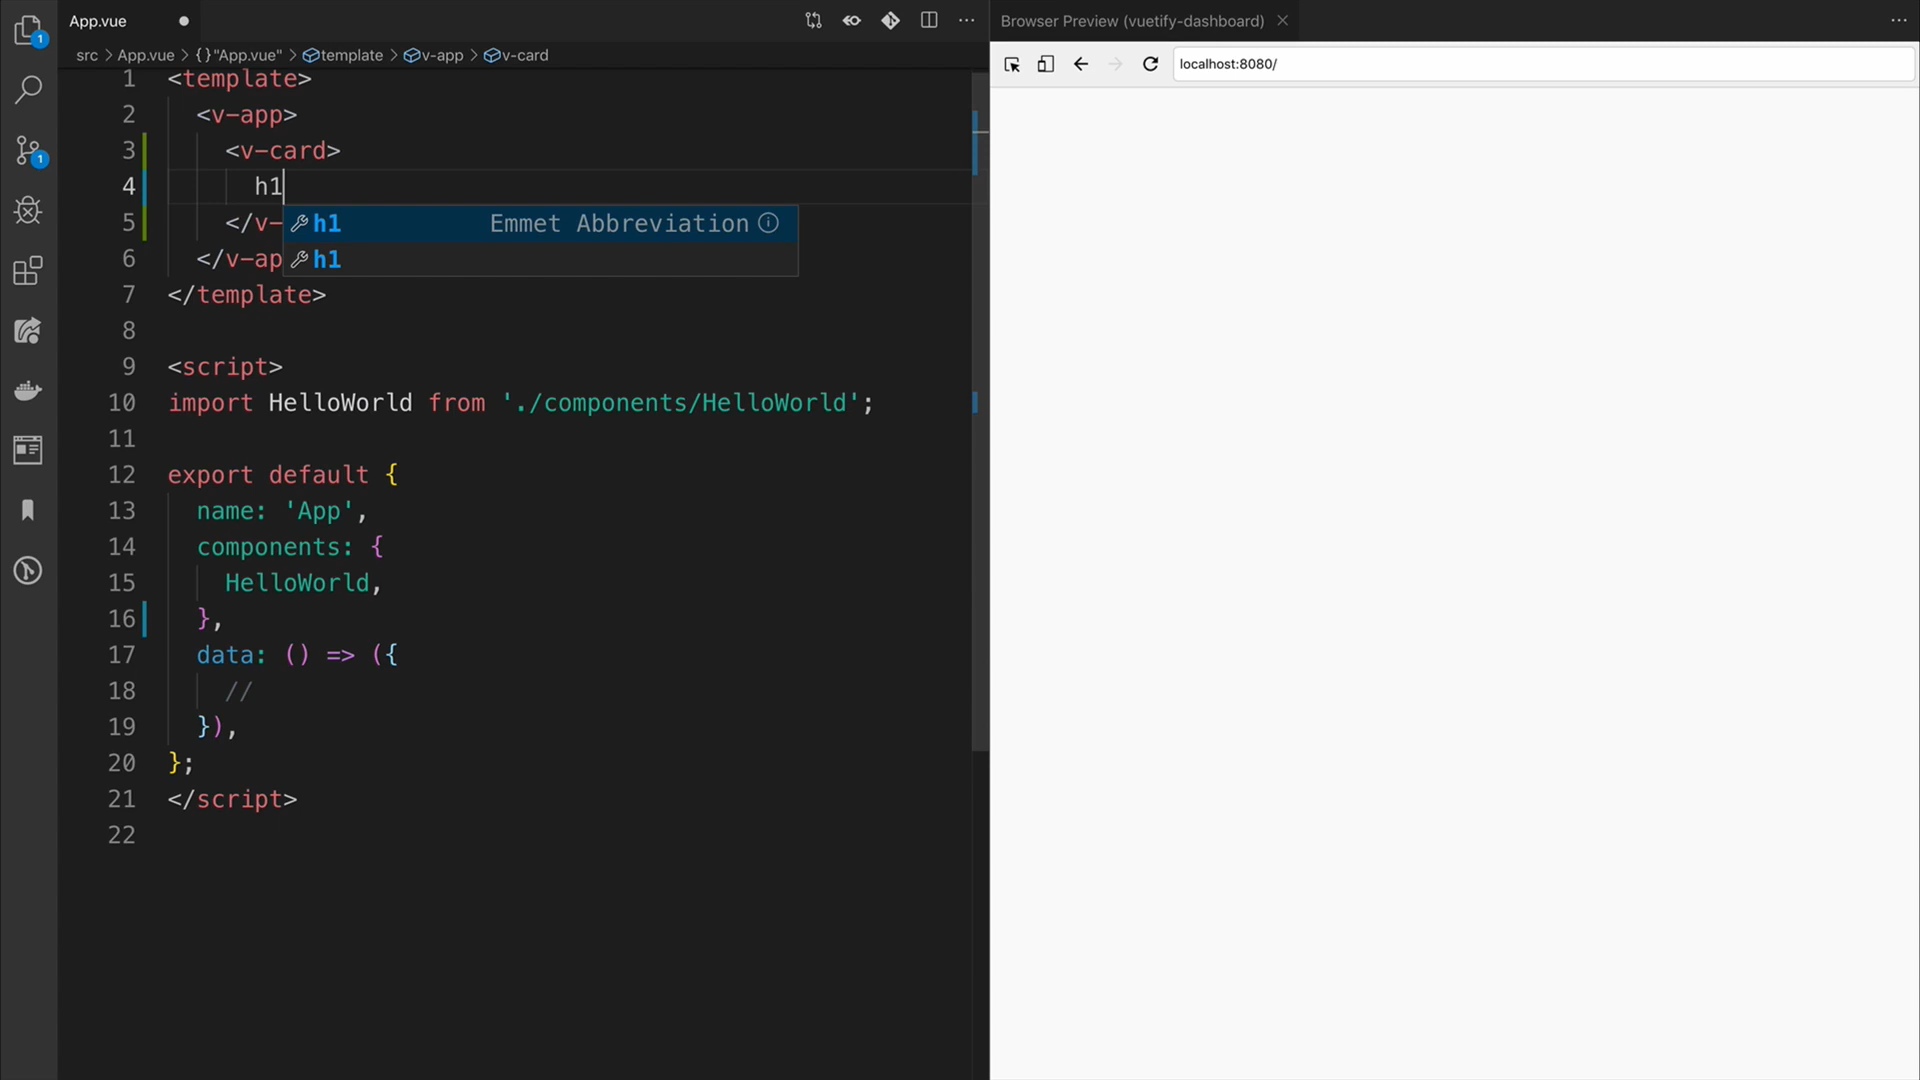 App.vue
Browser Preview (vuetify-dashboard)
src > App.vue > {} "App.vue" > template > v-app > v-card
localhost:8080/
1
1
1 <template>
2 <v-app>
3 <v-card>
4 h1
5 </v-
h1 Emmet Abbreviation
6 </v-ap
h1
7 </template>
8
9 <script>
10 import HelloWorld from './components/HelloWorld';
11
12 export default {
13 name: 'App',
14 components: {
15 HelloWorld,
16 },
17 data: () => ({
18 //
19 }),
20 };
21 </script>
22